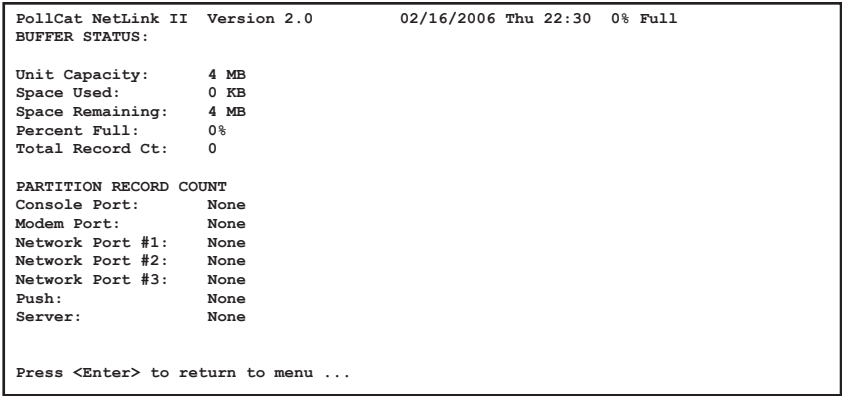 PollCat NetLink II Version 2.0 02/16/2006 Thu 22:30 0% Full
BUFFER STATUS:
Unit Capacity: 4 MB
Space Used: 0 KB
Space Remaining: 4 MB
Percent Full: 0%
Total Record Ct: 0
PARTITION RECORD COUNT
Console Port: None
Modem Port: None
Network Port #1: None
Network Port #2: None
Network Port #3: None
Push: None
Server: None
Press <Enter> to return to menu ...